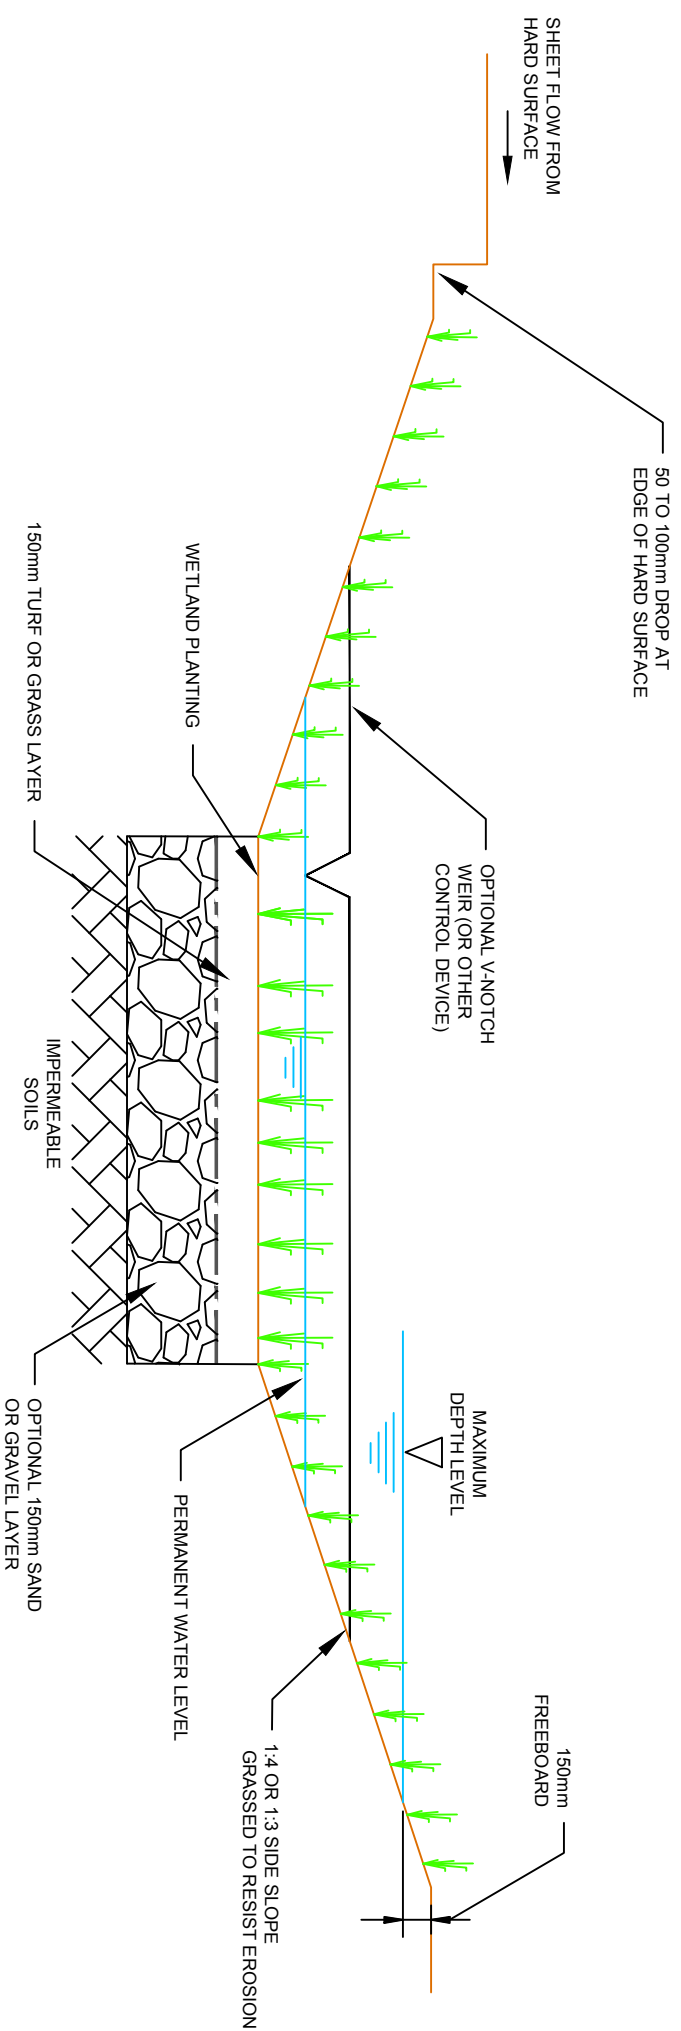 SHEET FLOW FROM
HARD SURFACE
50 TO 100mm DROP AT
EDGE OF HARD SURFACE
OPTIONAL V-NOTCH
WEIR (OR OTHER
CONTROL DEVICE)
MAXIMUM
DEPTH LEVEL
150mm
FREEBOARD
WETLAND PLANTING
150mm TURF OR GRASS LAYER
IMPERMEABLE
SOILS
OPTIONAL 150mm SAND
OR GRAVEL LAYER
PERMANENT WATER LEVEL
1:4 OR 1:3 SIDE SLOPE
GRASSED TO RESIST EROSION